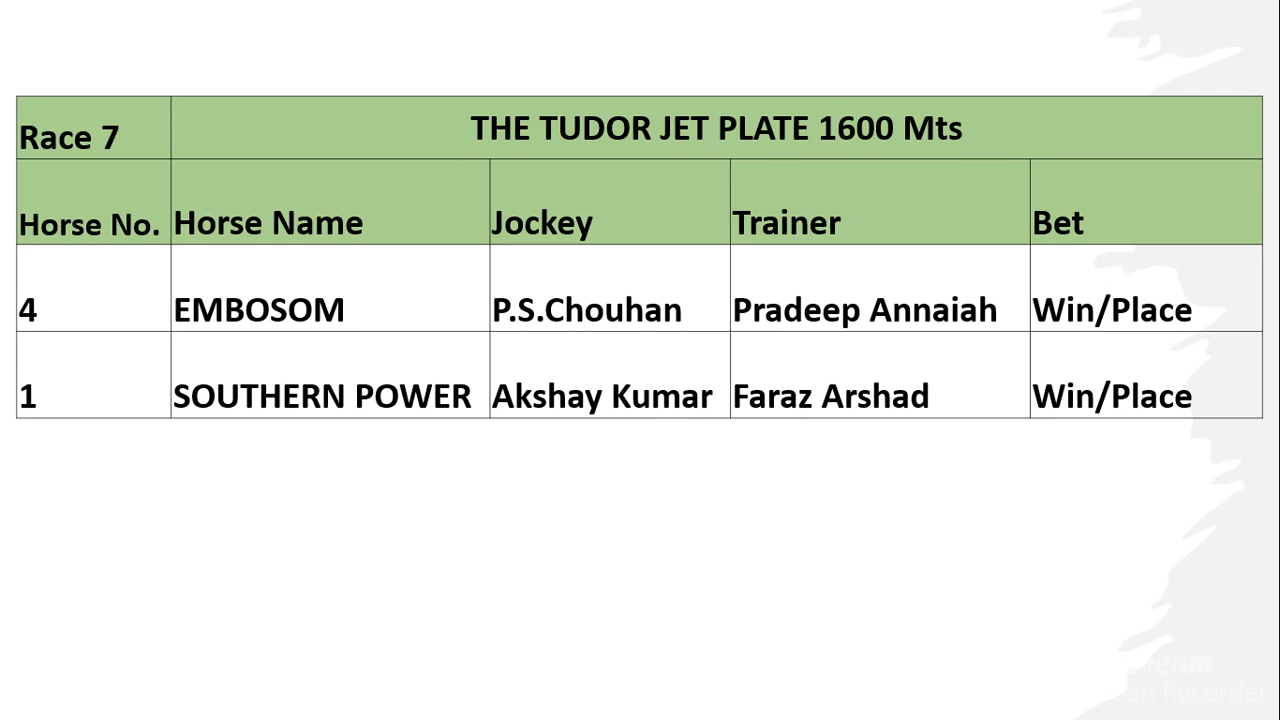 Race 7 THE TUDOR JET PLATE 1600 Mts
Horse No. Horse Name Jockey Trainer Bet
4 EMBOSOM P.S.Chouhan Pradeep Annaiah Win/Place
1 SOUTHERN POWER Akshay Kumar Faraz Arshad Win/Place